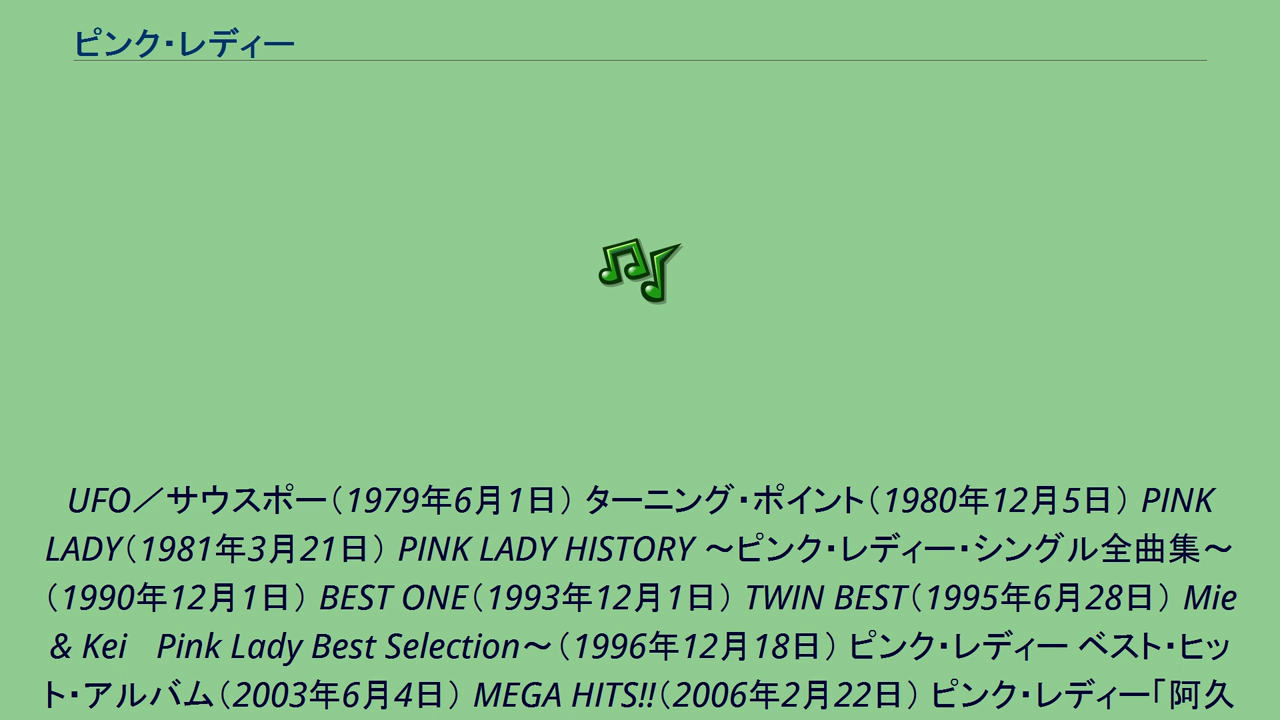 ピンク・レディー
UFO／サウスポー（1979年6月1日） ターニング・ポイント（1980年12月5日） PINK
LADY（1981年3月21日） PINK LADY HISTORY 〜ピンク・レディー・シングル全曲集〜
（1990年12月1日） BEST ONE（1993年12月1日） TWIN BEST（1995年6月28日） Mie
& Kei　Pink Lady Best Selection〜（1996年12月18日） ピンク・レディー ベスト・ヒッ
ト・アルバム（2003年6月4日） MEGA HITS!!（2006年2月22日） ピンク・レディー「阿久